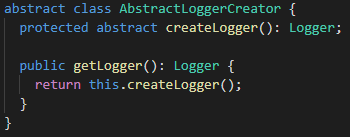 abstract class AbstractLoggerCreator {
  protected abstract createLogger(): Logger;
  public getLogger(): Logger {
    return this.createLogger();
  }
}